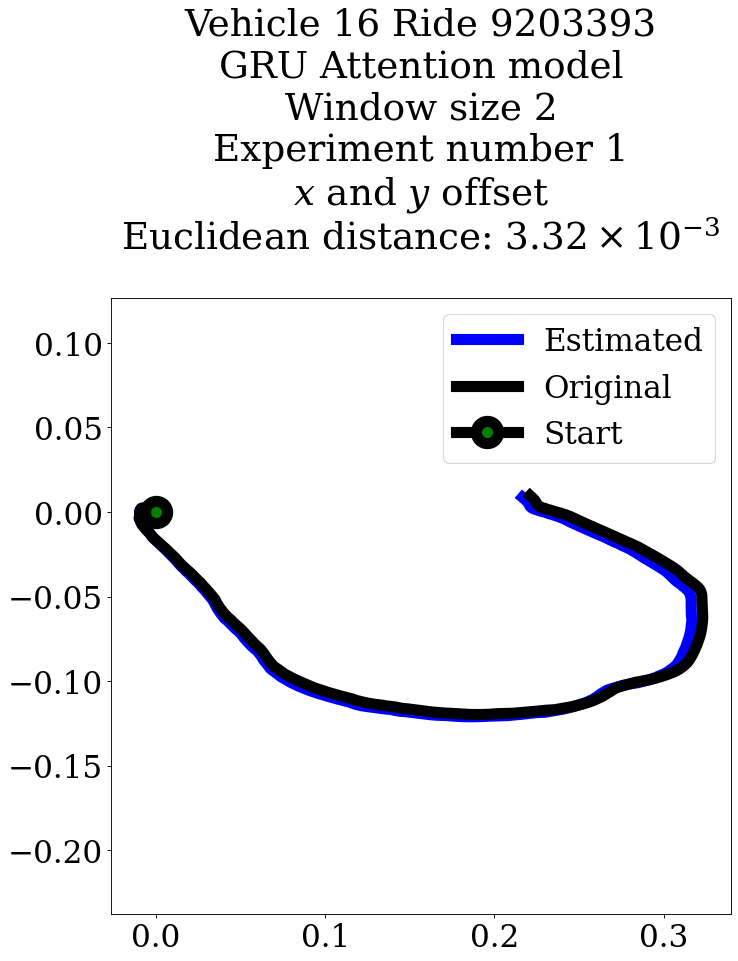 Vehicle 16 Ride 9203393
GRU Attention model
Window size 2
Experiment number 1
x and y offset
Euclidean distance: 3.32 × 10⁻³
Estimated
Original
Start
0.10
0.05
0.00
−0.05
−0.10
−0.15
−0.20
0.0 0.1 0.2 0.3